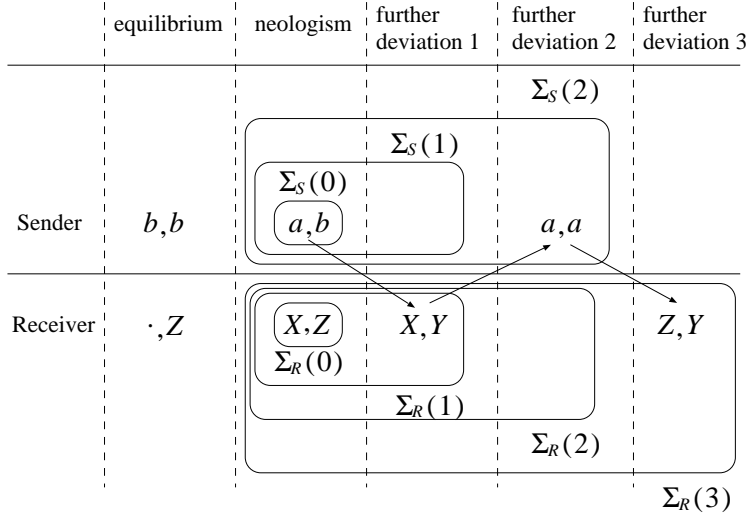 equilibrium neologism further deviation 1 further deviation 2 further deviation 3
Σ_S(2)
Σ_S(1)
Σ_S(0)
Sender b,b a,b a,a
Receiver ·,Z X,Z X,Y Z,Y
Σ_R(0)
Σ_R(1)
Σ_R(2)
Σ_R(3)